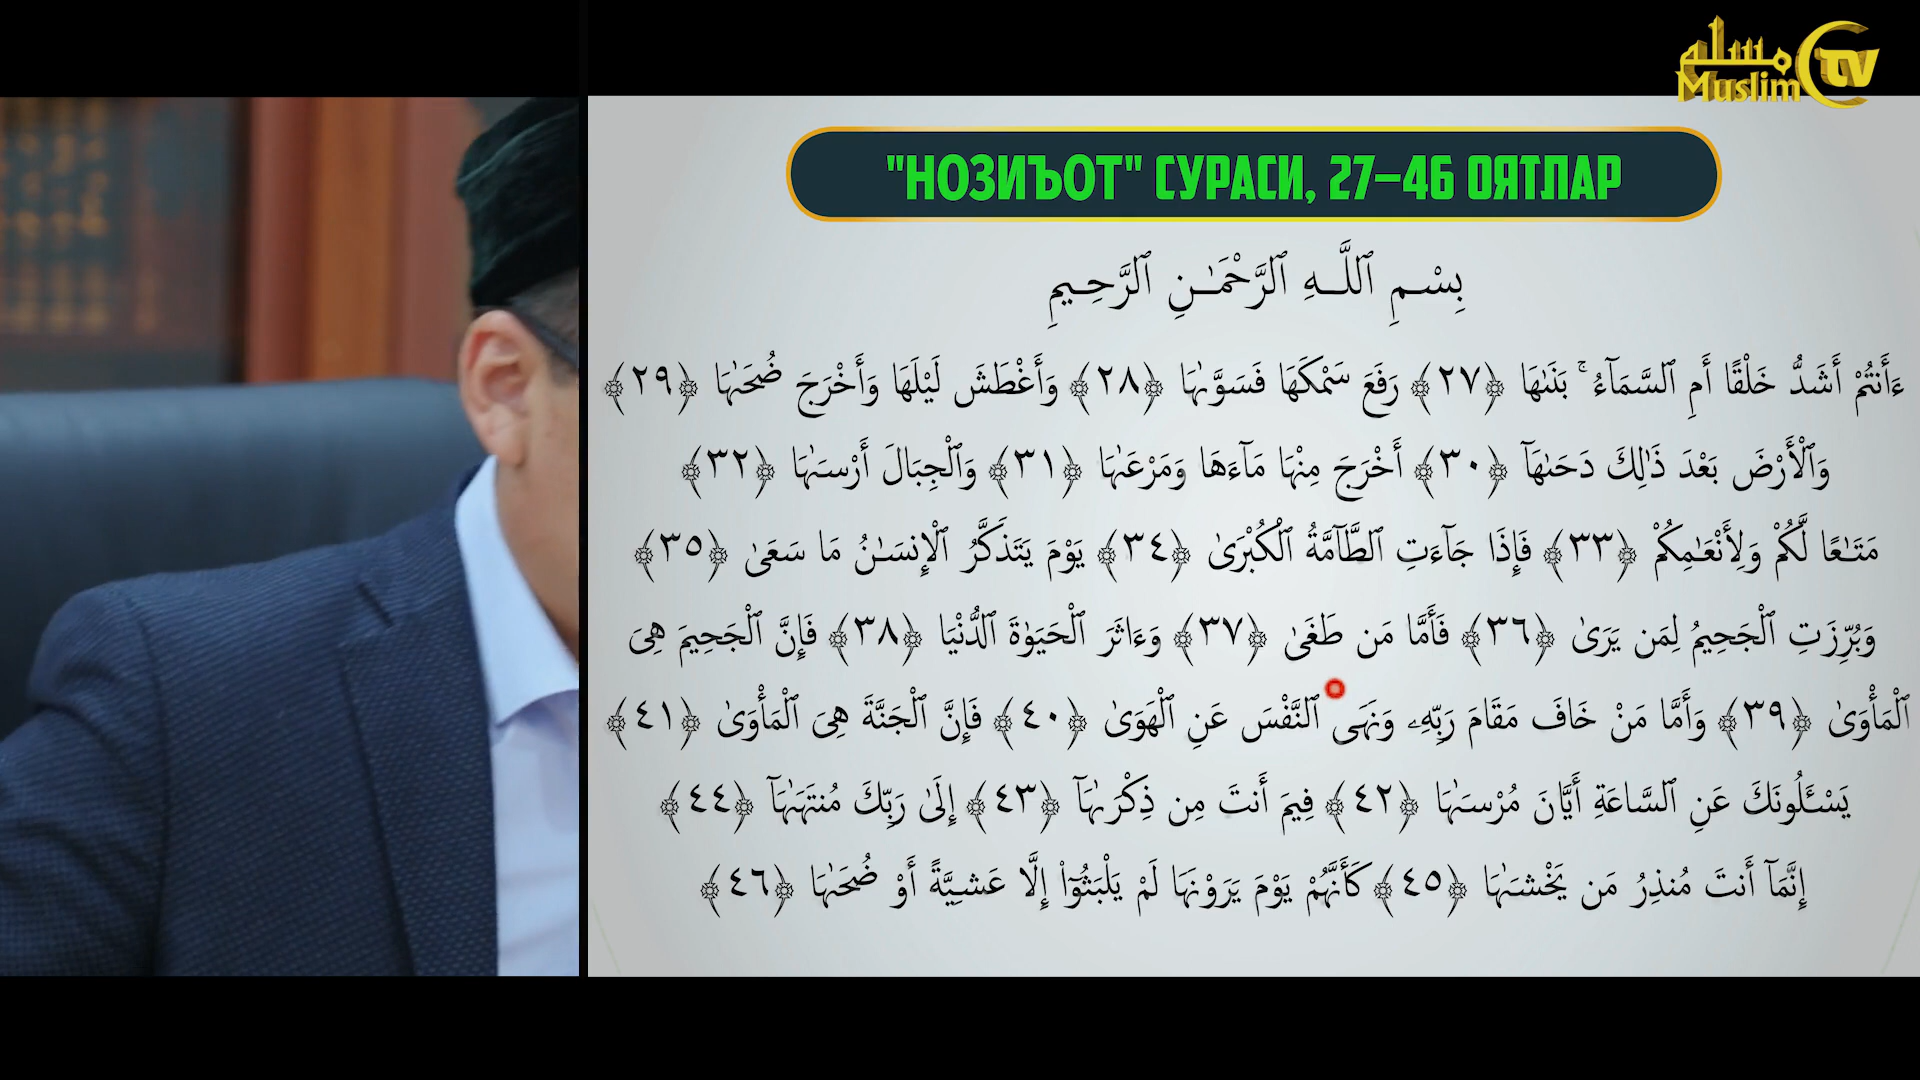 مسلم
Muslim TV
"НОЗИЪОТ" СУРАСИ, 27–46 ОЯТЛАР
بِسْمِ ٱللَّـهِ ٱلرَّحْمَـٰنِ ٱلرَّحِيمِ
ءَأَنتُمْ أَشَدُّ خَلْقًا أَمِ ٱلسَّمَآءُ ۚ بَنَىٰهَا ﴿٢٧﴾ رَفَعَ سَمْكَهَا فَسَوَّىٰهَا ﴿٢٨﴾ وَأَغْطَشَ لَيْلَهَا وَأَخْرَجَ ضُحَىٰهَا ﴿٢٩﴾
وَٱلْأَرْضَ بَعْدَ ذَٰلِكَ دَحَىٰهَآ ﴿٣٠﴾ أَخْرَجَ مِنْهَا مَآءَهَا وَمَرْعَىٰهَا ﴿٣١﴾ وَٱلْجِبَالَ أَرْسَىٰهَا ﴿٣٢﴾
مَتَـٰعًا لَّكُمْ وَلِأَنْعَـٰمِكُمْ ﴿٣٣﴾ فَإِذَا جَآءَتِ ٱلطَّآمَّةُ ٱلْكُبْرَىٰ ﴿٣٤﴾ يَوْمَ يَتَذَكَّرُ ٱلْإِنسَـٰنُ مَا سَعَىٰ ﴿٣٥﴾
وَبُرِّزَتِ ٱلْجَحِيمُ لِمَن يَرَىٰ ﴿٣٦﴾ فَأَمَّا مَن طَغَىٰ ﴿٣٧﴾ وَءَاثَرَ ٱلْحَيَوٰةَ ٱلدُّنْيَا ﴿٣٨﴾ فَإِنَّ ٱلْجَحِيمَ هِىَ
ٱلْمَأْوَىٰ ﴿٣٩﴾ وَأَمَّا مَنْ خَافَ مَقَامَ رَبِّهِۦ وَنَهَى ٱلنَّفْسَ عَنِ ٱلْهَوَىٰ ﴿٤٠﴾ فَإِنَّ ٱلْجَنَّةَ هِىَ ٱلْمَأْوَىٰ ﴿٤١﴾
يَسْـَٔلُونَكَ عَنِ ٱلسَّاعَةِ أَيَّانَ مُرْسَىٰهَا ﴿٤٢﴾ فِيمَ أَنتَ مِن ذِكْرَىٰهَآ ﴿٤٣﴾ إِلَىٰ رَبِّكَ مُنتَهَىٰهَآ ﴿٤٤﴾
إِنَّمَآ أَنتَ مُنذِرُ مَن يَخْشَىٰهَا ﴿٤٥﴾ كَأَنَّهُمْ يَوْمَ يَرَوْنَهَا لَمْ يَلْبَثُوٓا۟ إِلَّا عَشِيَّةً أَوْ ضُحَىٰهَا ﴿٤٦﴾